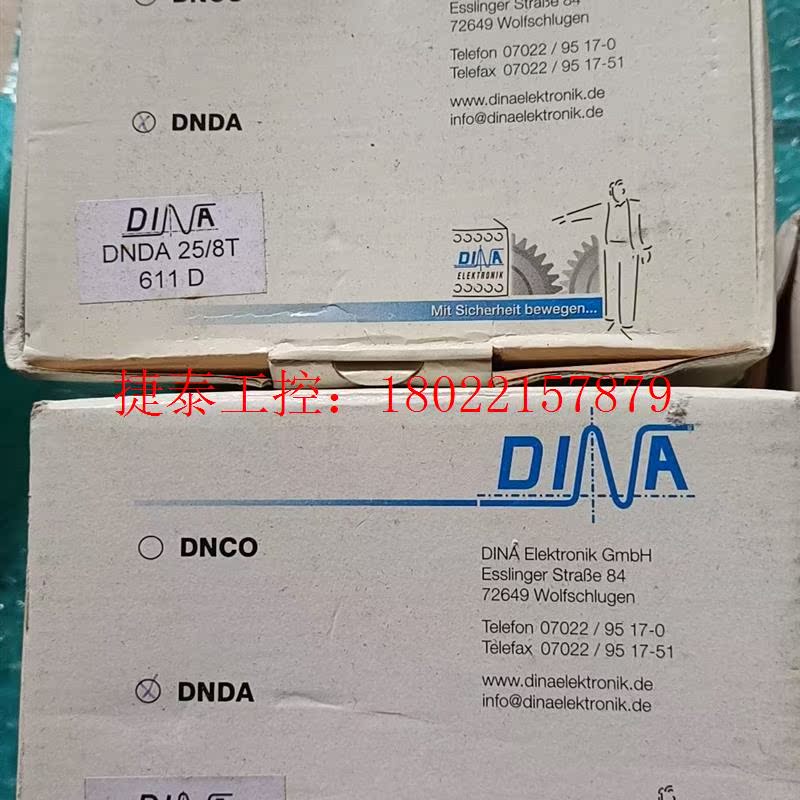 DNCO
Esslinger Straße 84
72649 Wolfschlugen
Telefon 07022 / 95 17-0
Telefax 07022 / 95 17-51
www.dinaelektronik.de
info@dinaelektronik.de
DNDA
DINA
DNDA 25/8T
611 D
DINA
ELEKTRONIK
Mit Sicherheit bewegen...
捷泰工控：18022157879
DINA
DNCO
DINA Elektronik GmbH
Esslinger Straße 84
72649 Wolfschlugen
Telefon 07022 / 95 17-0
Telefax 07022 / 95 17-51
www.dinaelektronik.de
info@dinaelektronik.de
DNDA
DINA